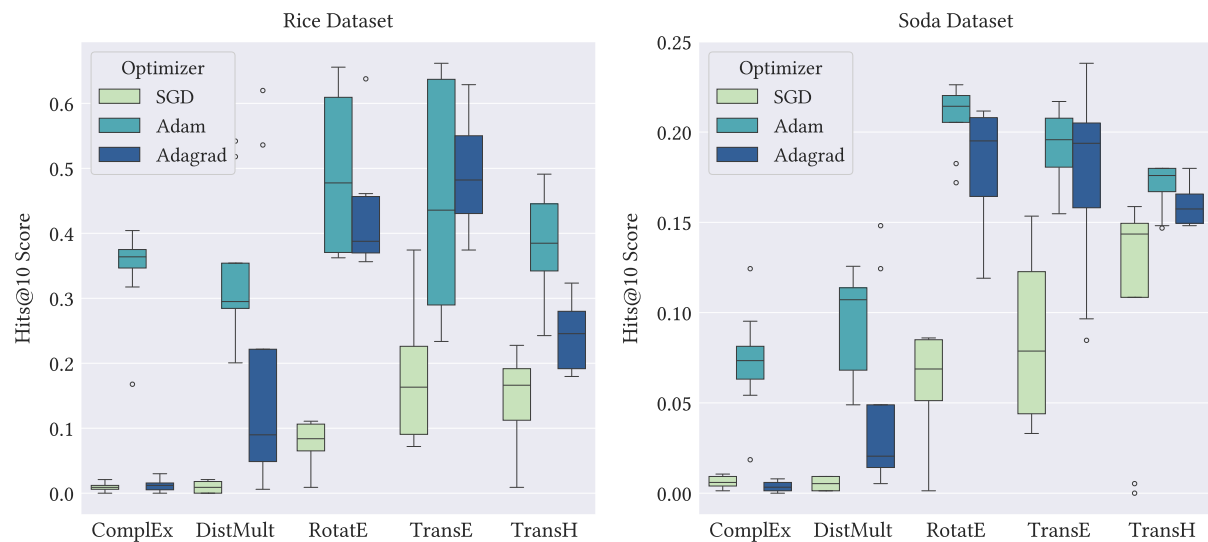 Rice Dataset
Optimizer
SGD
Adam
Adagrad
Hits@10 Score
0.6
0.5
0.4
0.3
0.2
0.1
0.0
ComplEx DistMult RotatE TransE TransH
Soda Dataset
Optimizer
SGD
Adam
Adagrad
Hits@10 Score
0.25
0.20
0.15
0.10
0.05
0.00
ComplEx DistMult RotatE TransE TransH